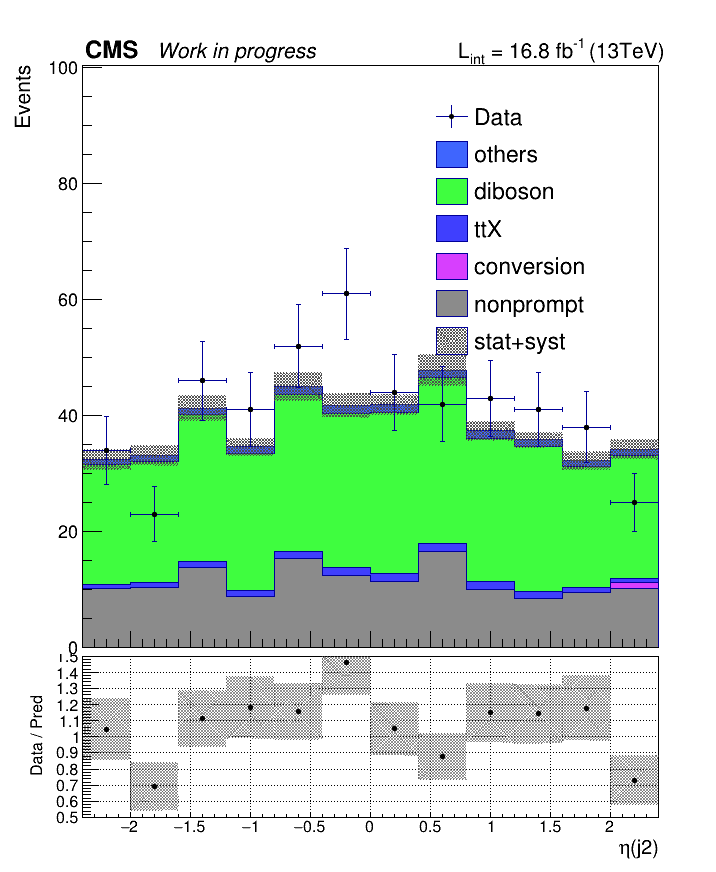 CMS Work in progress L_int = 16.8 fb^-1 (13TeV)
Events
100
80
60
40
20
0
Data
others
diboson
ttX
conversion
nonprompt
stat+syst
Data / Pred
1.5
1.4
1.3
1.2
1.1
1
0.9
0.8
0.7
0.6
0.5
−2 −1.5 −1 −0.5 0 0.5 1 1.5 2
η(j2)